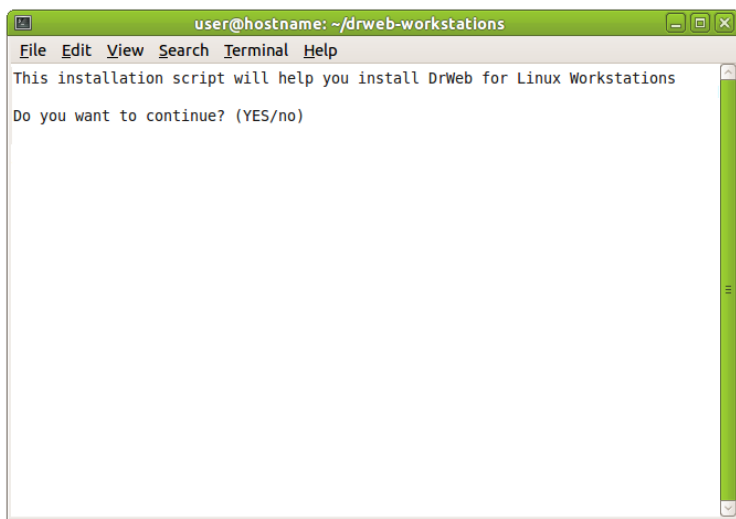 user@hostname: ~/drweb-workstations
File Edit View Search Terminal Help
This installation script will help you install DrWeb for Linux Workstations
Do you want to continue? (YES/no)